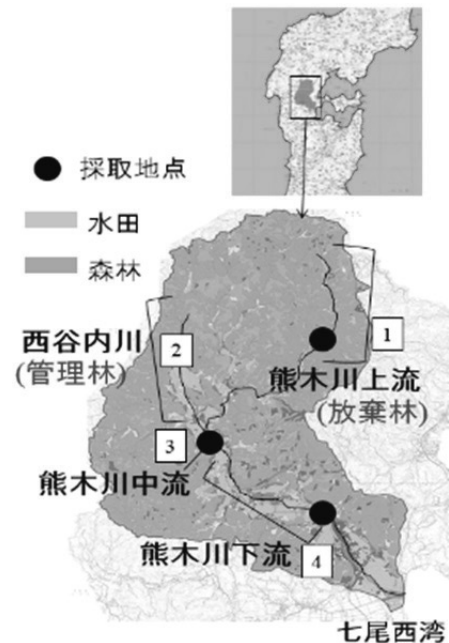 採取地点
水田
森林
西谷内川
(管理林)
2
1
熊木川上流
(放棄林)
3
熊木川中流
熊木川下流
4
七尾西湾